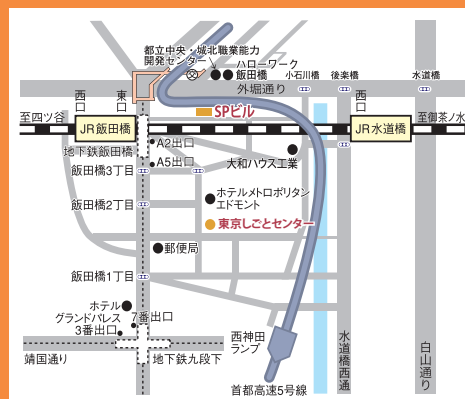 都立中央・城北職業能力
開発センター
ハローワーク
飯田橋
小石川橋
後楽橋
水道橋
外堀通り
西口
東口
SPビル
西口
至四ツ谷
JR飯田橋
JR水道橋
至御茶ノ水
地下鉄飯田橋
A2出口
A5出口
大和ハウス工業
飯田橋3丁目
ホテルメトロポリタン
エドモント
飯田橋2丁目
東京しごとセンター
郵便局
飯田橋1丁目
ホテル
グランドパレス
7番出口
3番出口
西神田
ランプ
水道橋西通り
白山通り
靖国通り
地下鉄九段下
首都高速5号線